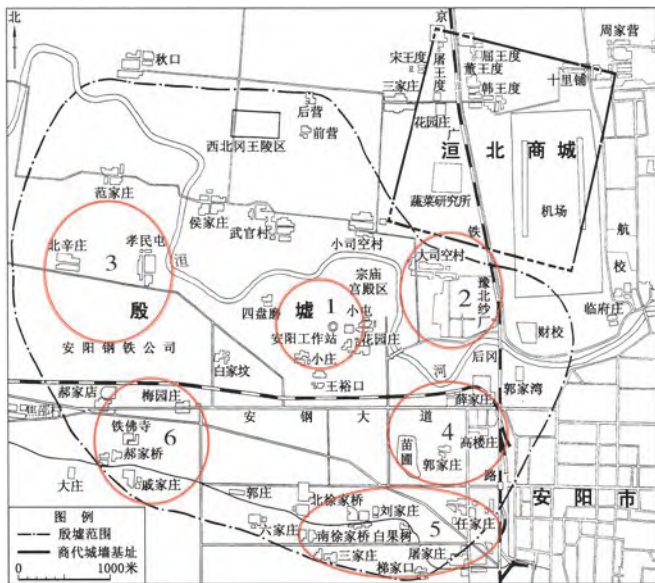 北
京
周家营
秋口
宋王度
屠王度
屈王度
董王度
韩王度
十里铺
三家庄
后营
前营
花园庄
广
西北冈王陵区
洹北商城
范家庄
蔬菜研究所
机场
侯家庄
武官村
小司空村
铁
航校
北辛庄
孝民屯
3
洹
大司空村
宗庙
宫殿区
2
豫北纱厂
临府庄
殷
墟
1
小屯
四盘磨
安阳工作站
花园庄
财校
安阳钢铁公司
白家坟
小庄
河
后冈
王裕口
郭家湾
郝家店
梅园庄
薛家庄
安钢大道
4
铁佛寺
6
苗圃
高楼庄
郝家桥
郭家庄
路
大庄
戚家庄
安阳市
郭庄
北徐家桥
刘家庄
5
任家庄
图例
六家庄
南徐家桥
白果树
殷墟范围
三家庄
屠家庄
商代城墙基址
梯家口
0 1000米